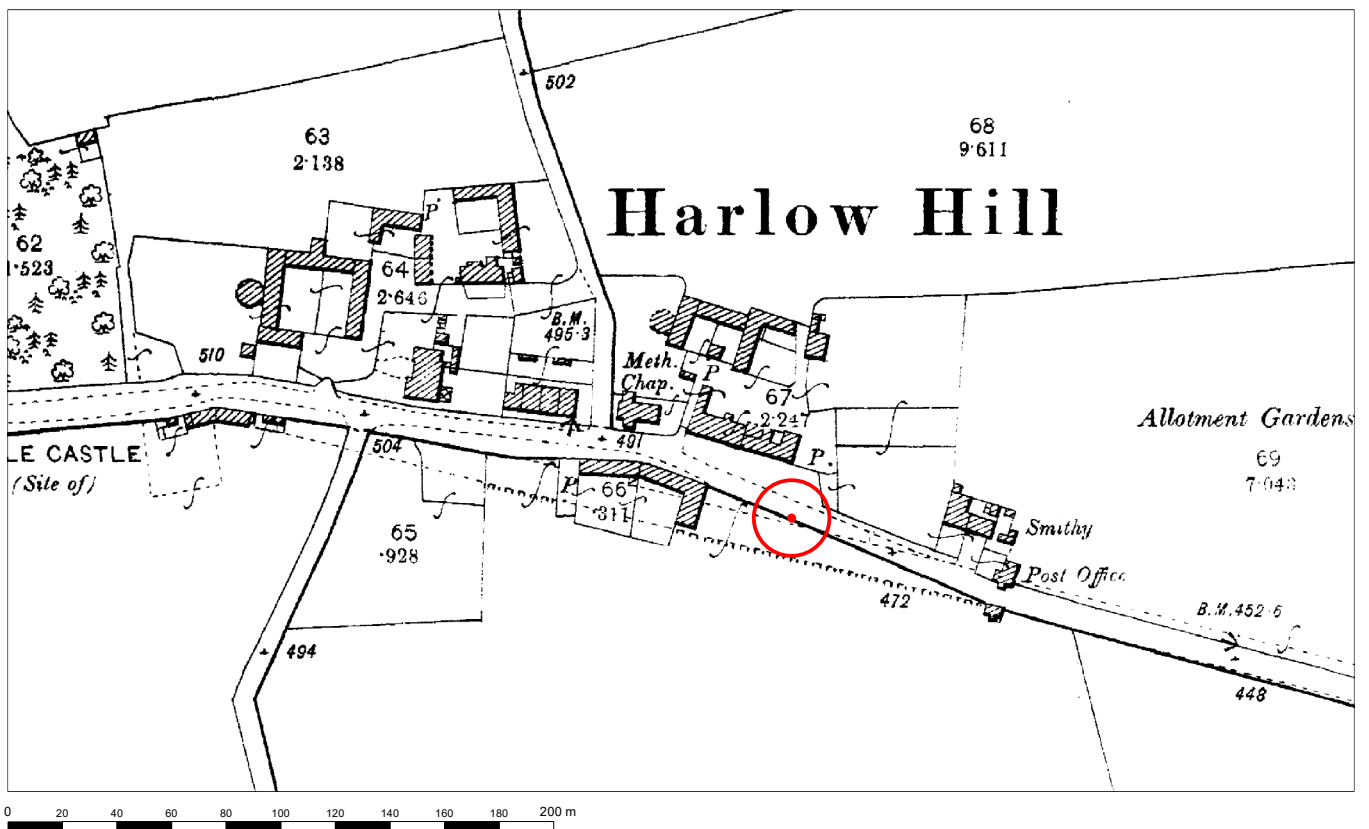 502
68
9·611
63
2·138
Harlow Hill
P
62
1·523
64
2·646
B.M.
495·3
510
Meth.
Chap.
P
67
2·247
Allotment Gardens
491
504
LE CASTLE
(Site of)
P.
69
7·043
P
66
·311
65
·928
Smithy
Post Office
472
B.M.452·6
494
448
0 20 40 60 80 100 120 140 160 180 200 m